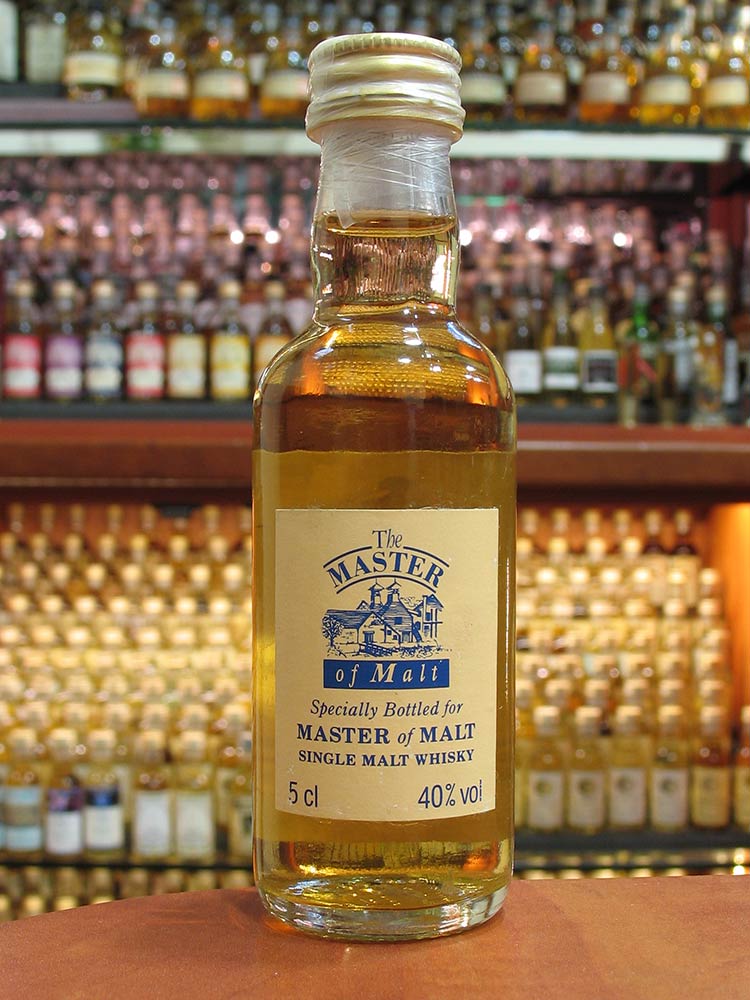 The
MASTER
of Malt
Specially Bottled for
MASTER of MALT
SINGLE MALT WHISKY
5 cl 40% vol